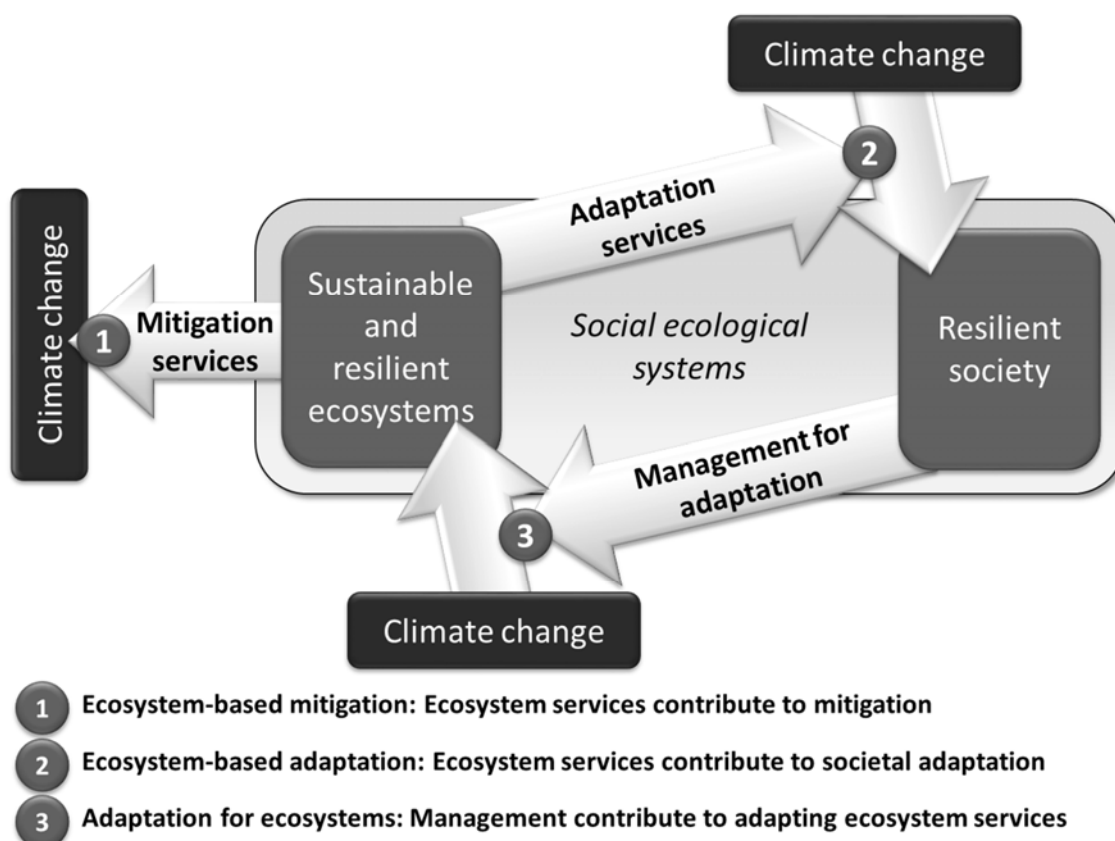 Climate change
2
Adaptation
services
Climate change
1
Mitigation
services
Sustainable
and
resilient
ecosystems
Social ecological
systems
Resilient
society
Management for
adaptation
3
Climate change
1 Ecosystem-based mitigation: Ecosystem services contribute to mitigation
2 Ecosystem-based adaptation: Ecosystem services contribute to societal adaptation
3 Adaptation for ecosystems: Management contribute to adapting ecosystem services